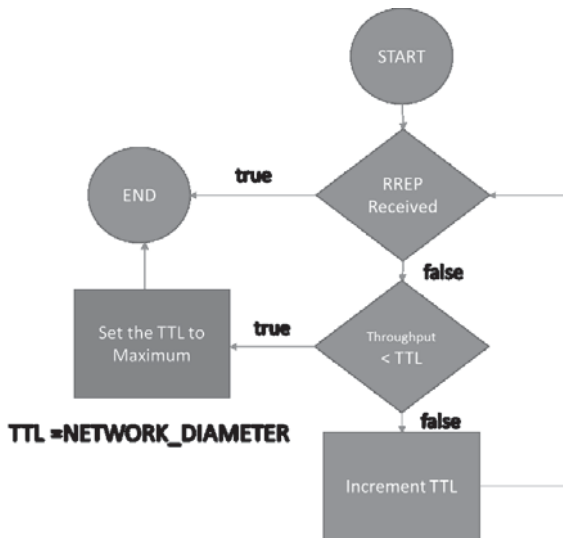 START
true
RREP
Received
END
false
Set the TTL to
Maximum
true
Throughput
< TTL
TTL =NETWORK_DIAMETER
false
Increment TTL